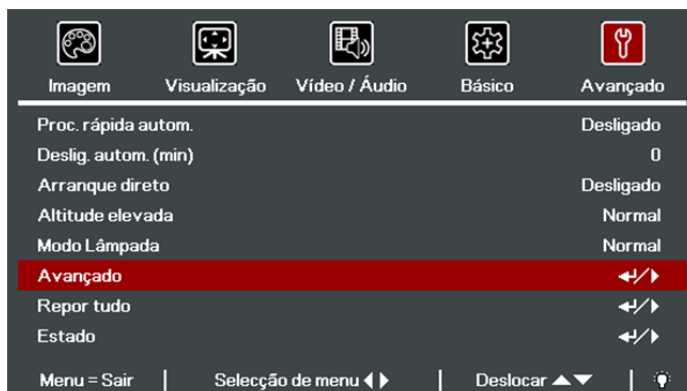 Imagem Visualização Vídeo / Áudio Básico Avançado
Proc. rápida autom. Desligado
Deslig. autom. (min) 0
Arranque direto Desligado
Altitude elevada Normal
Modo Lâmpada Normal
Avançado
Repor tudo
Estado
Menu = Sair | Selecção de menu | Deslocar |